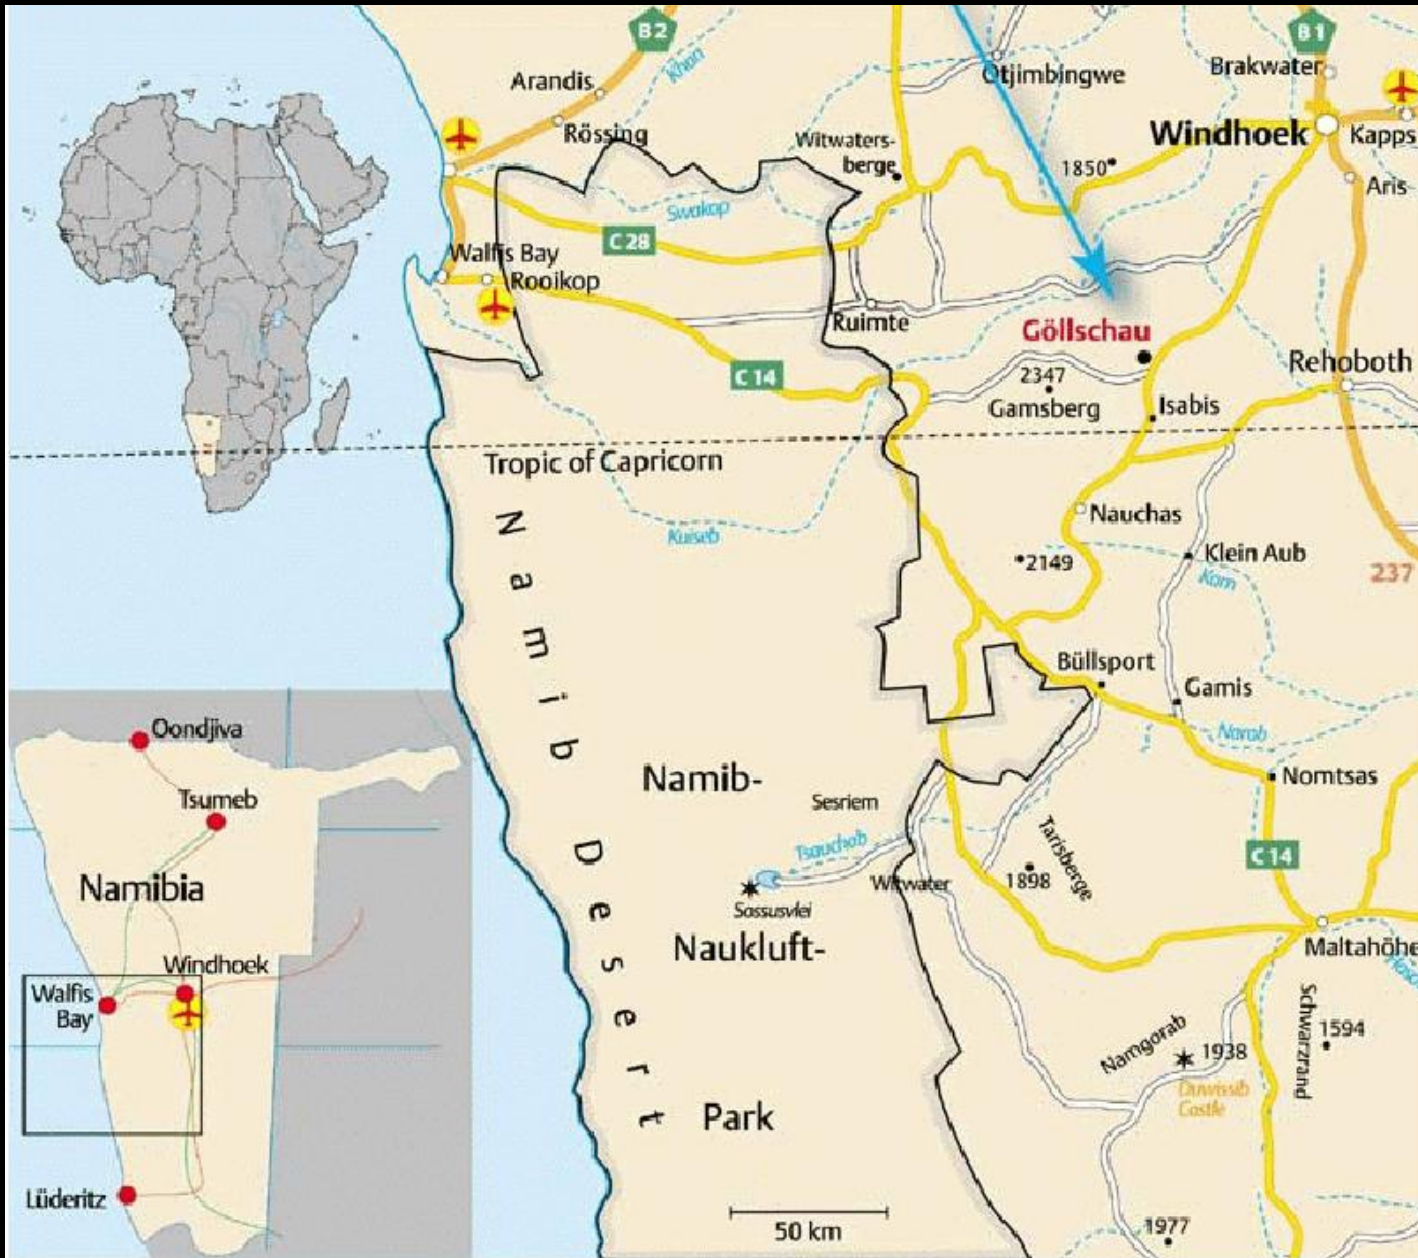 B2
B1
Khan
Otjimbingwe
Brakwater
Arandis
Rössing
Witwaters-
berge
1850
Windhoek
Kapps
Aris
Swakop
C 28
Walfis Bay
Rooikop
Ruimte
Göllschau
Rehoboth
C 14
2347
Gamsberg
Isabis
Tropic of Capricorn
Nauchas
Kuiseb
2149
Klein Aub
Kam
237
Namib Desert
Büllsport
Gamis
Narab
Nomtsas
Namib-
Sesriem
Tsauchab
Sossusvlei
Witwater
1898
Tarisberge
C 14
Naukluft-
Maltahöhe
Schwarzrand
1594
Namgorab
1938
Duwissib
Castle
Park
50 km
1977
Oondjiva
Tsumeb
Namibia
Windhoek
Walfis
Bay
Lüderitz